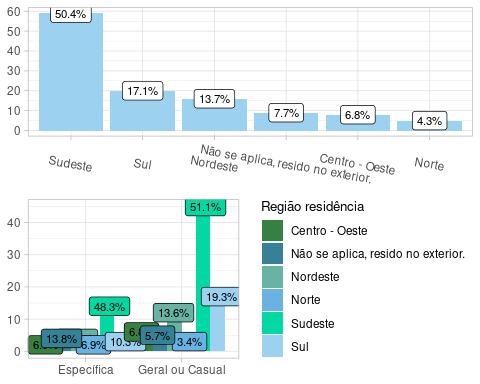 60
50
40
30
20
10
0
50.4%
17.1%
13.7%
7.7%
6.8%
4.3%
Sudeste
Sul
Nordeste
Não se aplica, resido no exterior.
Centro - Oeste
Norte
40
30
20
10
0
13.8%
6.9%
48.3%
10.3%
5.7%
13.6%
3.4%
51.1%
19.3%
Específica
Geral ou Casual
Região residência
Centro - Oeste
Não se aplica, resido no exterior.
Nordeste
Norte
Sudeste
Sul